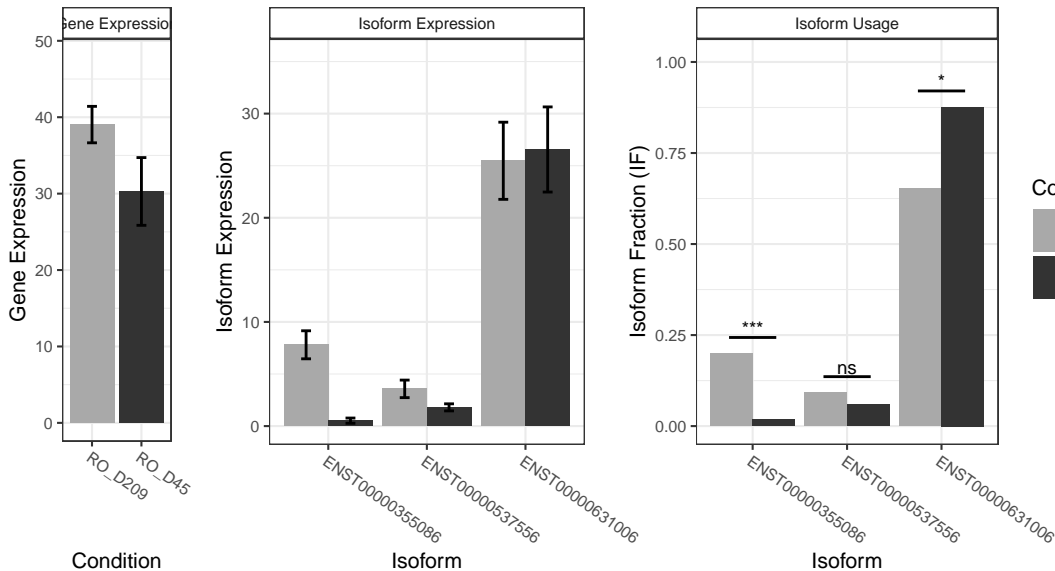 Gene Expression
Isoform Expression
Isoform Usage
Gene Expression
50
40
30
20
10
0
RO_D209
RO_D45
Condition
Isoform Expression
30
20
10
0
ENST00000355086
ENST00000537556
ENST00000631006
Isoform
Isoform Fraction (IF)
1.00
0.75
0.50
0.25
0.00
***
ns
*
ENST00000355086
ENST00000537556
ENST00000631006
Isoform
Co